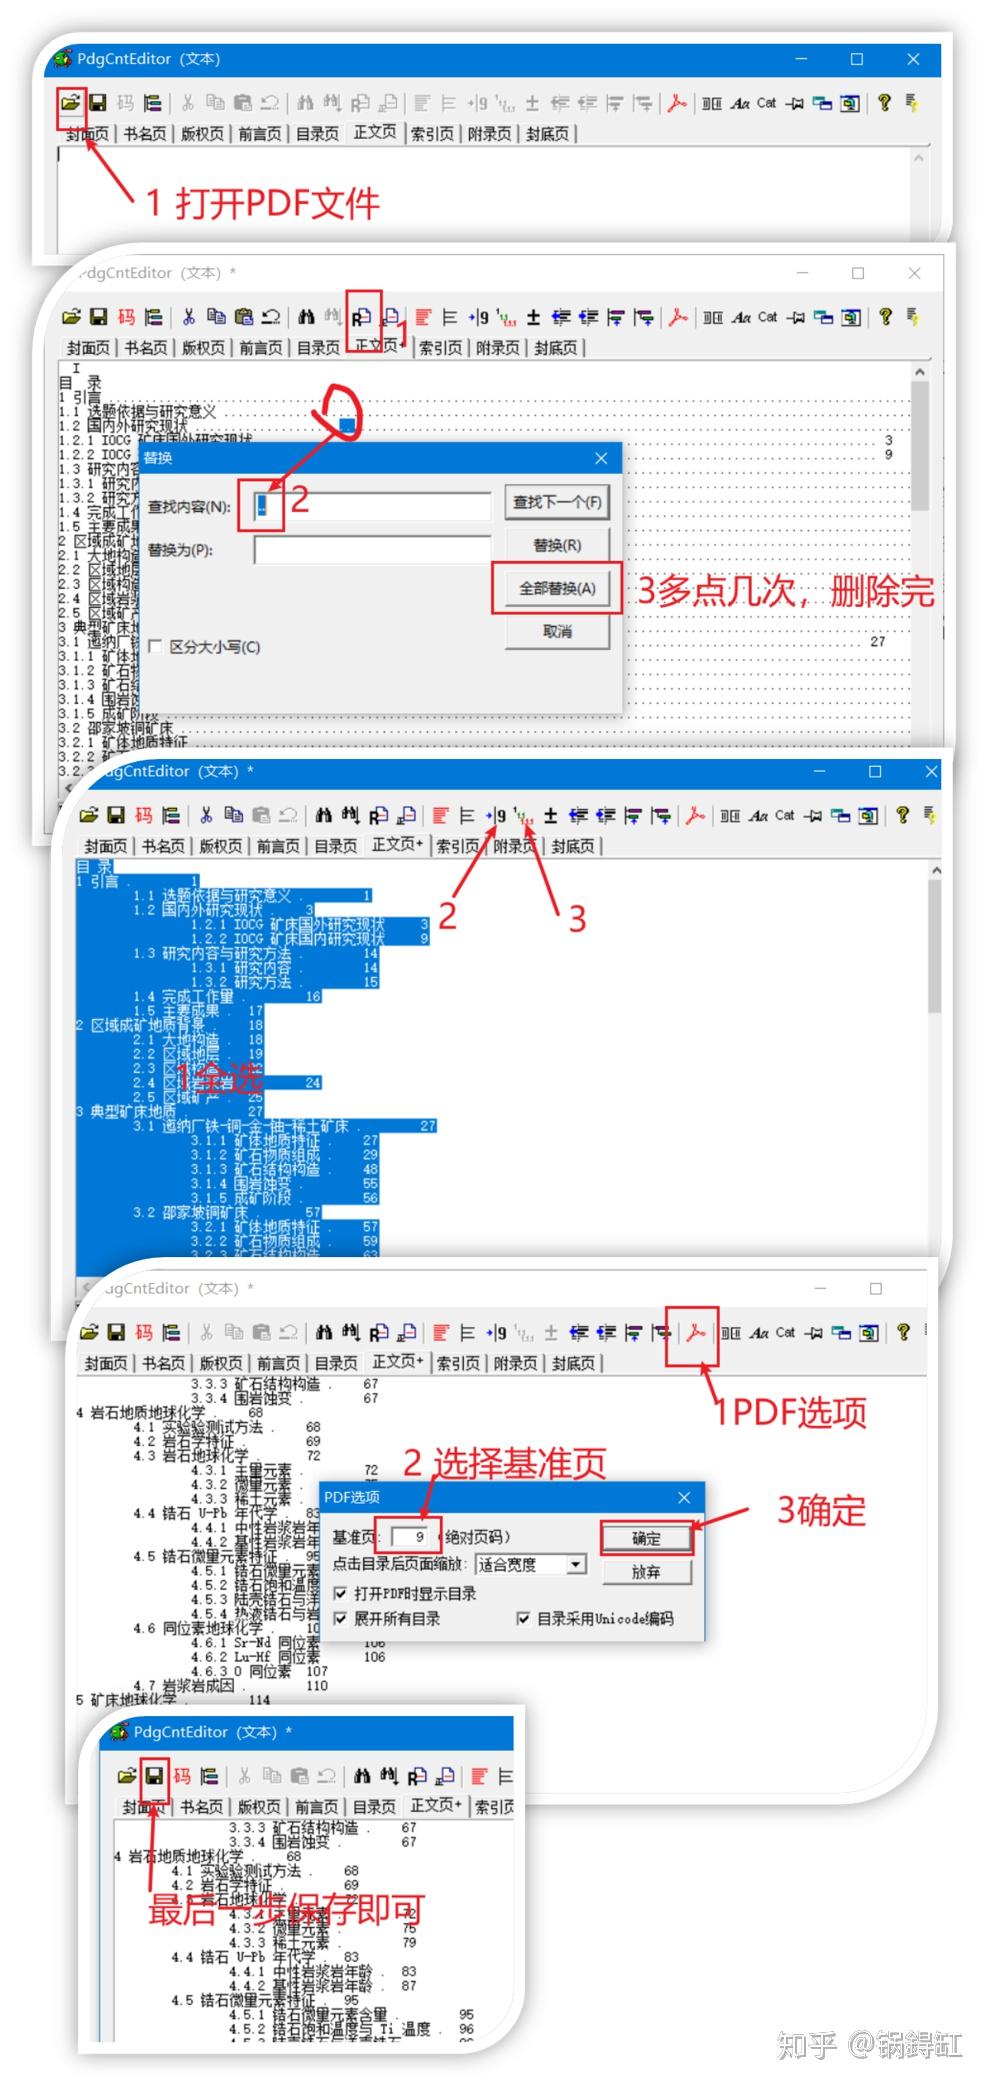 PdgCntEditor (文本)
码 Aa Cat
封面页 书名页 版权页 前言页 目录页 正文页 索引页 附录页 封底页
1 打开PDF文件
PdgCntEditor (文本) *
码 Aa Cat
1
封面页 书名页 版权页 前言页 目录页 正文页+ 索引页 附录页 封底页
目 录
1 引言
1.1 选题依据与研究意义
1.2 国内外研究现状
1.2.1 IOCG 矿床国外研究现状 3
1.2.2 IOCG 9
1.3 研究内容
1.3.1 研究内
1.3.2 研究方
1.4 完成工作
1.5 主要成果
2 区域成矿地
2.1 大地构造
2.2 区域地层
2.3 区域构造
2.4 区域岩浆
2.5 区域矿产
3 典型矿床地
3.1 迤纳厂铁 27
3.1.1 矿体地
3.1.2 矿石物
3.1.3 矿石结
3.1.4 围岩蚀
3.1.5 成矿阶段
3.2 邵家坡铜矿床
3.2.1 矿体地质特征
3.2.2
替换
查找内容(N): .. 2
查找下一个(F)
替换为(P):
替换(R)
全部替换(A)
3多点几次，删除完
取消
区分大小写(C)
PdgCntEditor (文本) *
码 Aa Cat
封面页 书名页 版权页 前言页 目录页 正文页+ 索引页 附录页 封底页
2
3
目 录
1 引言 . 1
1.1 选题依据与研究意义 . 1
1.2 国内外研究现状 . 3
1.2.1 IOCG 矿床国外研究现状 3
1.2.2 IOCG 矿床国内研究现状 9
1.3 研究内容与研究方法 . 14
1.3.1 研究内容 . 14
1.3.2 研究方法 . 15
1.4 完成工作量 . 16
1.5 主要成果 . 17
2 区域成矿地质背景 . 18
2.1 大地构造 . 18
2.2 区域地层 . 19
2.3 区域构造
1全选
2.4 区域岩浆岩 24
2.5 区域矿产 . 25
3 典型矿床地质 . 27
3.1 迤纳厂铁-铜-金-铀-稀土矿床 . 27
3.1.1 矿体地质特征 . 27
3.1.2 矿石物质组成 . 29
3.1.3 矿石结构构造 . 48
3.1.4 围岩蚀变 . 55
3.1.5 成矿阶段 . 56
3.2 邵家坡铜矿床 . 57
3.2.1 矿体地质特征 . 57
3.2.2 矿石物质组成 . 59
3.2.3 矿石结构构造 . 63
PdgCntEditor (文本) *
码 Aa Cat
封面页 书名页 版权页 前言页 目录页 正文页+ 索引页 附录页 封底页
1PDF选项
3.3.3 矿石结构构造 . 67
3.3.4 围岩蚀变 . 67
4 岩石地质地球化学 . 68
4.1 实验验测试方法 . 68
4.2 岩石学特征 . 69
4.3 岩石地球化学 . 72
4.3.1 主量元素 . 72
4.3.2 微量元素
4.3.3 稀土元素 .
4.4 锆石 U-Pb 年代学 . 83
4.4.1 中性岩浆岩年
4.4.2 基性岩浆岩年
4.5 锆石微量元素特征 . 95
4.5.1 锆石微量元素
4.5.2 锆石饱和温度
4.5.3 陆壳锆石与洋
4.5.4 热液锆石与岩
4.6 同位素地球化学 . 10
4.6.1 Sr-Nd 同位素 106
4.6.2 Lu-Hf 同位素 106
4.6.3 O 同位素 107
4.7 岩浆岩成因 . 110
5 矿床地球化学 . 114
2 选择基准页
PDF选项
基准页: 9 (绝对页码)
确定
3确定
点击目录后页面缩放: 适合宽度
放弃
打开PDF时显示目录
展开所有目录
目录采用Unicode编码
PdgCntEditor (文本) *
码
封面页 书名页 版权页 前言页 目录页 正文页+ 索引页
3.3.3 矿石结构构造 . 67
3.3.4 围岩蚀变 . 67
4 岩石地质地球化学 . 68
4.1 实验验测试方法 . 68
4.2 岩石学特征 . 69
4.3 岩石地球化学 . 72
最后一步保存即可
4.3.1 主量元素 . 72
4.3.2 微量元素 . 75
4.3.3 稀土元素 . 79
4.4 锆石 U-Pb 年代学 . 83
4.4.1 中性岩浆岩年龄 . 83
4.4.2 基性岩浆岩年龄 . 87
4.5 锆石微量元素特征 . 95
4.5.1 锆石微量元素含量 . 95
4.5.2 锆石饱和温度与 Ti 温度 . 96
知乎 @锅鍀缸